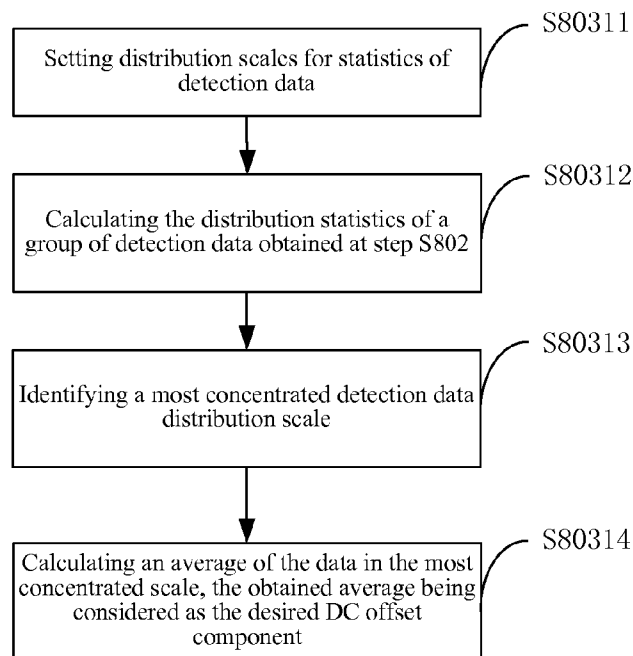 S80311
Setting distribution scales for statistics of
detection data
S80312
Calculating the distribution statistics of a
group of detection data obtained at step S802
S80313
Identifying a most concentrated detection data
distribution scale
S80314
Calculating an average of the data in the most
concentrated scale, the obtained average being
considered as the desired DC offset
component